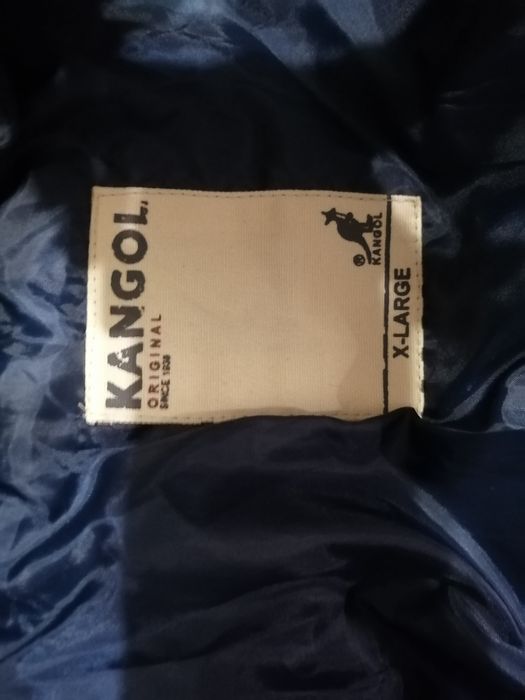 KANGOL
ORIGINAL
SINCE 1938
®
KANGOL
X-LARGE